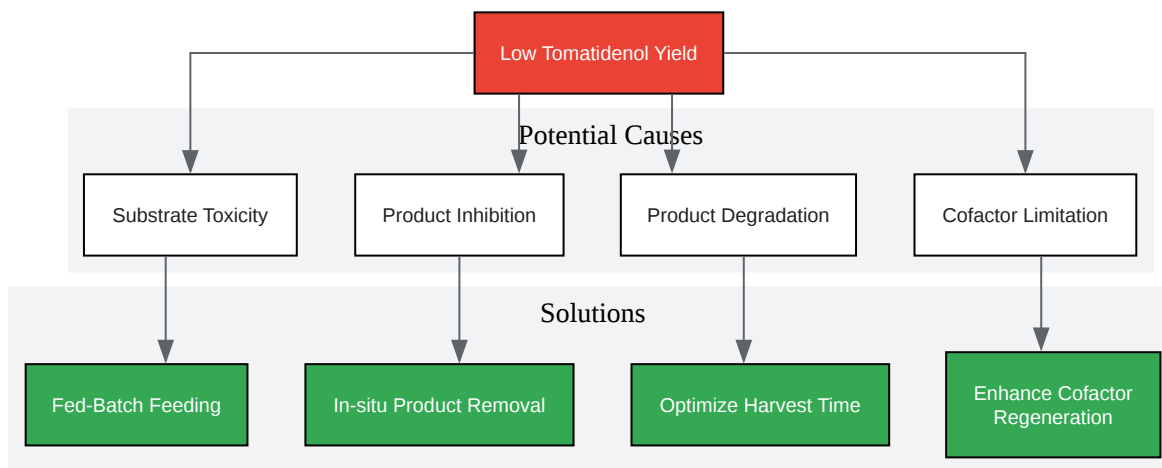 Low Tomatidenol Yield
Potential Causes
Substrate Toxicity
Product Inhibition
Product Degradation
Cofactor Limitation
Solutions
Fed-Batch Feeding
In-situ Product Removal
Optimize Harvest Time
Enhance Cofactor
Regeneration